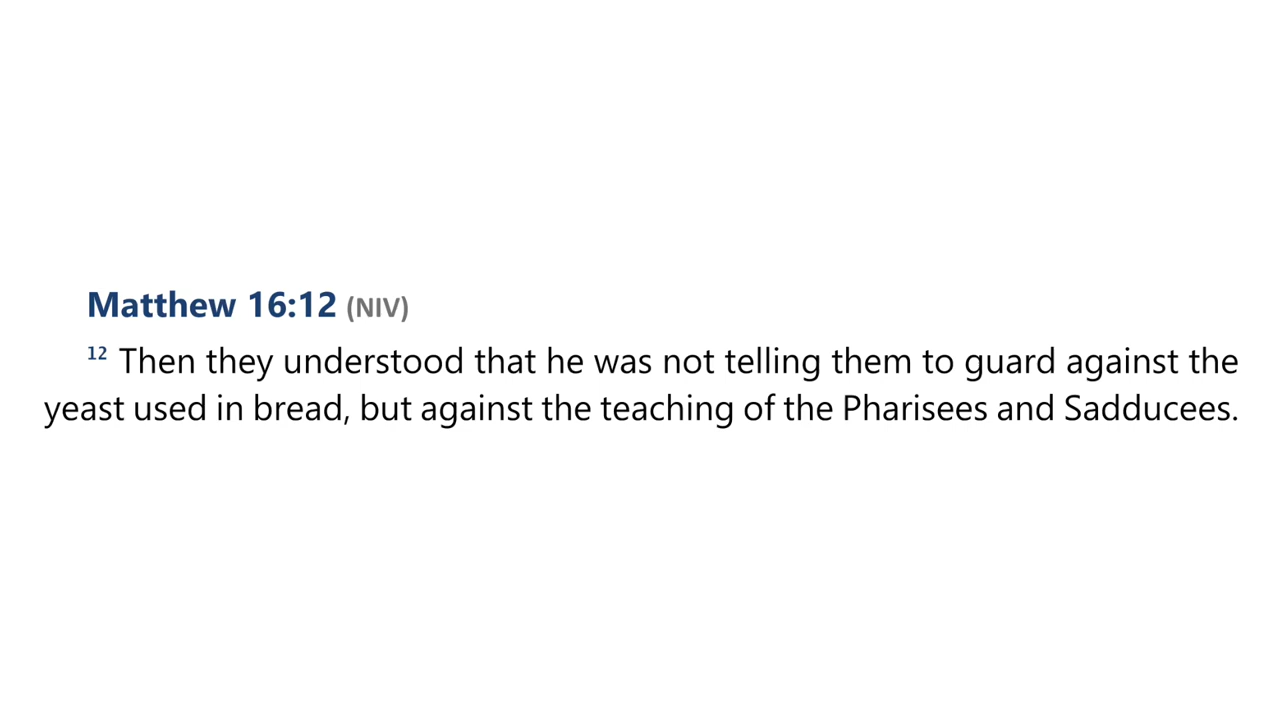 Matthew 16:12 (NIV)
12 Then they understood that he was not telling them to guard against the
yeast used in bread, but against the teaching of the Pharisees and Sadducees.